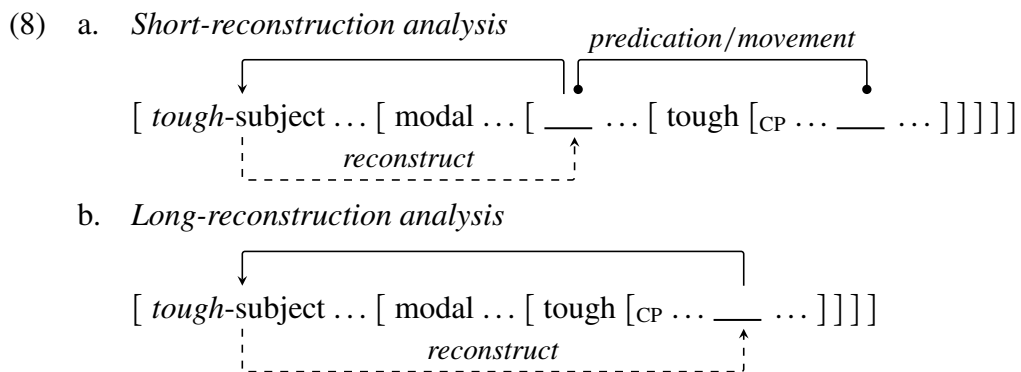 (8) a. Short-reconstruction analysis
predication/movement
[ tough-subject … [ modal … [ ___ … [ tough [CP … ___ … ] ] ] ] ]
reconstruct
b. Long-reconstruction analysis
[ tough-subject … [ modal … [ tough [CP … ___ … ] ] ] ]
reconstruct